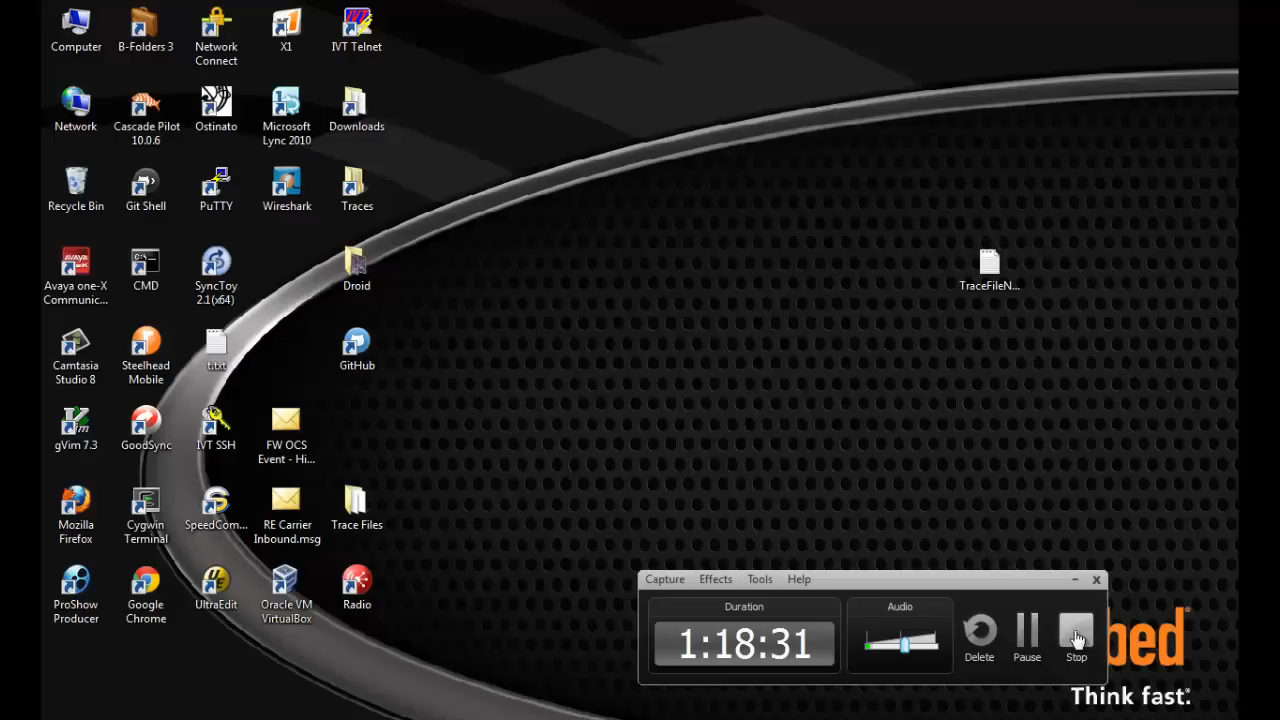 Computer
B-Folders 3
Network
Connect
X1
IVT Telnet
Network
Cascade Pilot
10.0.6
Ostinato
Microsoft
Lync 2010
Downloads
Recycle Bin
Git Shell
PuTTY
Wireshark
Traces
AVAYA
Avaya one-X
Communic...
C:\
CMD
SyncToy
2.1(x64)
Droid
TraceFileN...
Camtasia
Studio 8
Steelhead
Mobile
t.txt
GitHub
gVim 7.3
GoodSync
IVT SSH
FW OCS
Event - Hi...
Mozilla
Firefox
Cygwin
Terminal
SpeedCom...
RE Carrier
Inbound.msg
Trace Files
ProShow
Producer
Google
Chrome
UltraEdit
Oracle VM
VirtualBox
Radio
Capture Effects Tools Help
Duration
Audio
1:18:31
Delete
Pause
Stop
bed
Think fast.